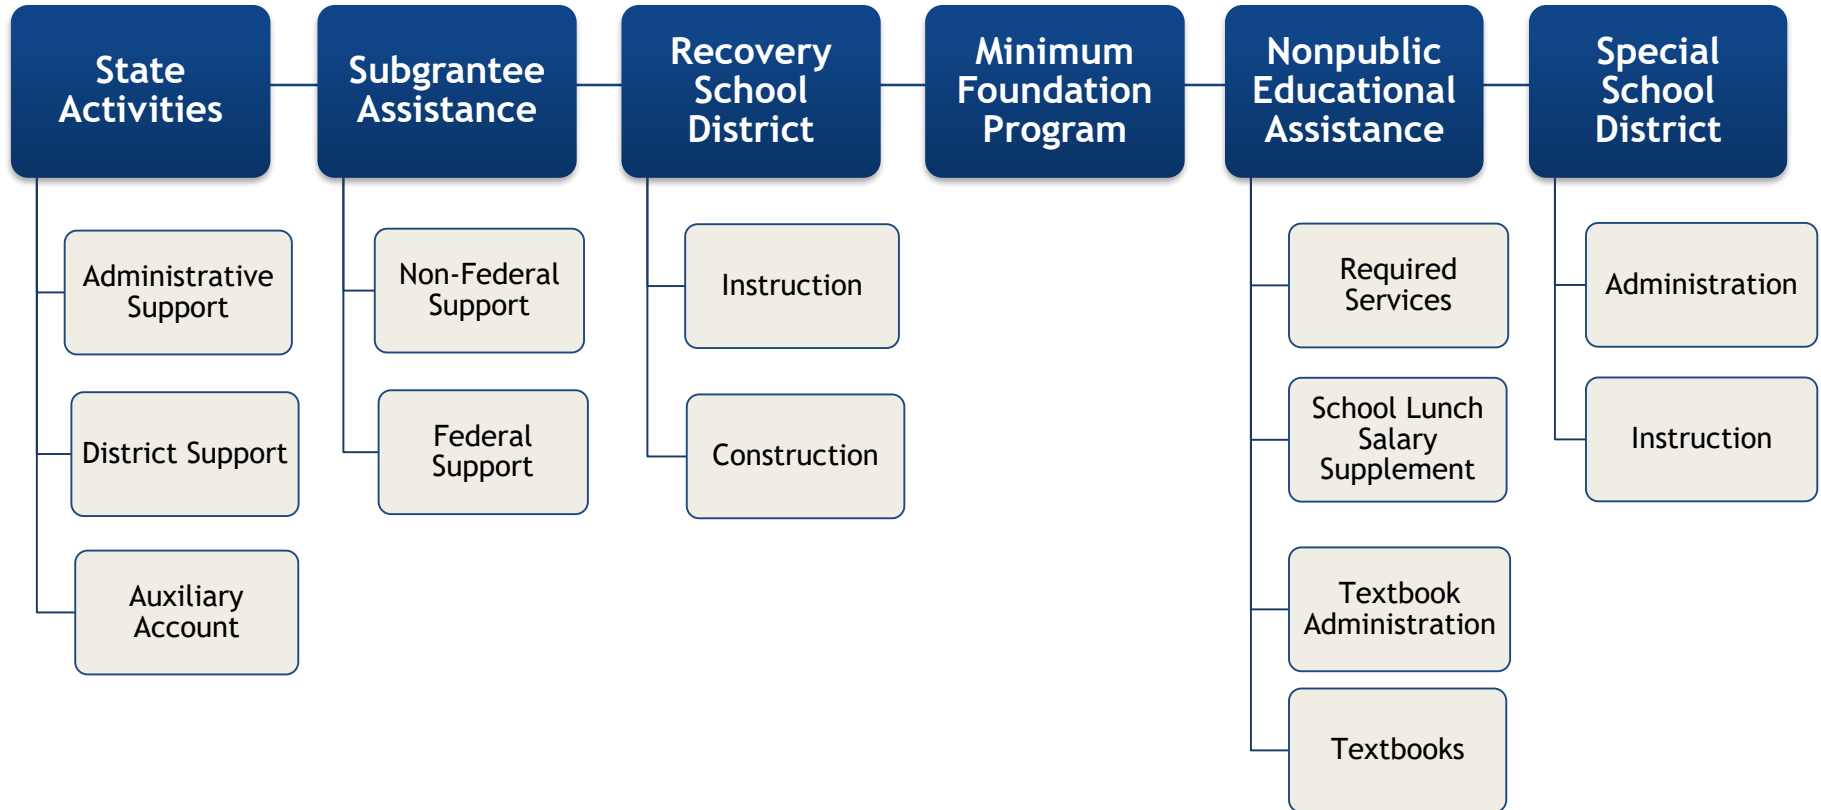 State
Activities
Subgrantee
Assistance
Recovery
School
District
Minimum
Foundation
Program
Nonpublic
Educational
Assistance
Special
School
District
Administrative
Support
District Support
Auxiliary
Account
Non-Federal
Support
Federal
Support
Instruction
Construction
Required
Services
School Lunch
Salary
Supplement
Textbook
Administration
Textbooks
Administration
Instruction